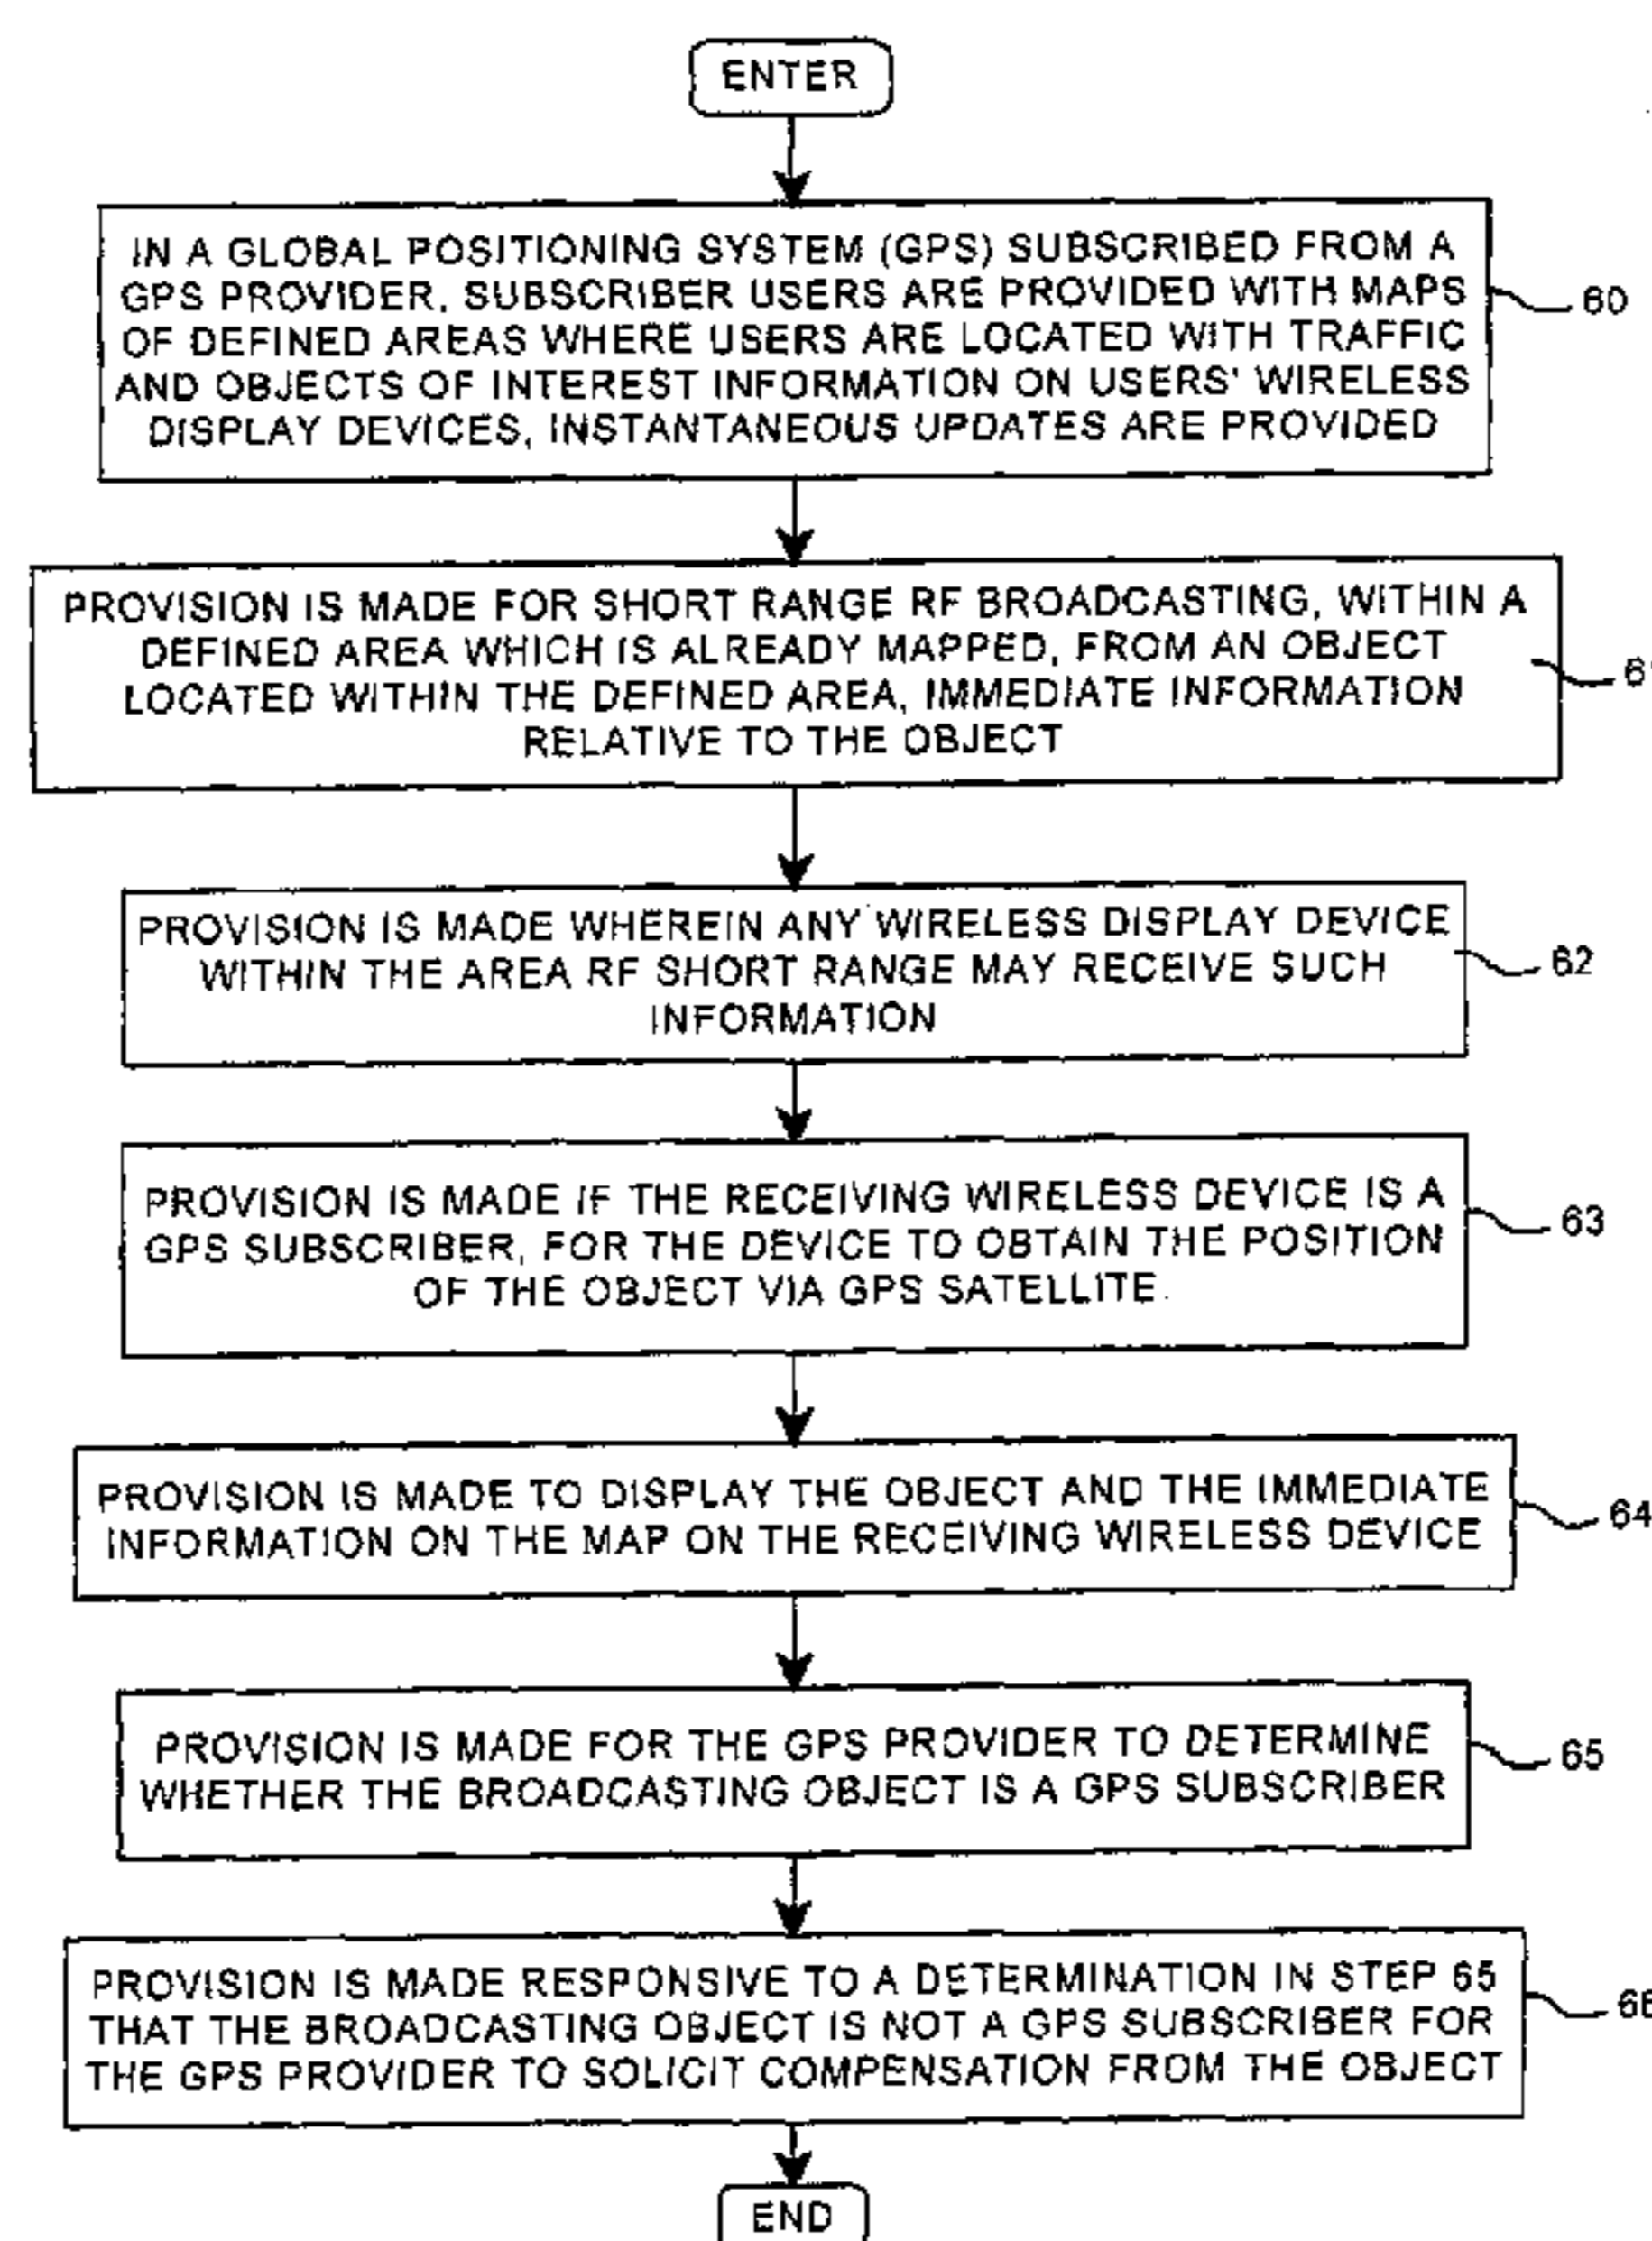 ENTER
IN A GLOBAL POSITIONING SYSTEM (GPS) SUBSCRIBED FROM A
GPS PROVIDER, SUBSCRIBER USERS ARE PROVIDED WITH MAPS
OF DEFINED AREAS WHERE USERS ARE LOCATED WITH TRAFFIC
AND OBJECTS OF INTEREST INFORMATION ON USERS' WIRELESS
DISPLAY DEVICES, INSTANTANEOUS UPDATES ARE PROVIDED
60
PROVISION IS MADE FOR SHORT RANGE RF BROADCASTING, WITHIN A
DEFINED AREA WHICH IS ALREADY MAPPED, FROM AN OBJECT
LOCATED WITHIN THE DEFINED AREA, IMMEDIATE INFORMATION
RELATIVE TO THE OBJECT
PROVISION IS MADE WHEREIN ANY WIRELESS DISPLAY DEVICE
WITHIN THE AREA RF SHORT RANGE MAY RECEIVE SUCH
INFORMATION
62
PROVISION IS MADE IF THE RECEIVING WIRELESS DEVICE IS A
GPS SUBSCRIBER, FOR THE DEVICE TO OBTAIN THE POSITION
OF THE OBJECT VIA GPS SATELLITE.
63
PROVISION IS MADE TO DISPLAY THE OBJECT AND THE IMMEDIATE
INFORMATION ON THE MAP ON THE RECEIVING WIRELESS DEVICE
64
PROVISION IS MADE FOR THE GPS PROVIDER TO DETERMINE
WHETHER THE BROADCASTING OBJECT IS A GPS SUBSCRIBER
65
PROVISION IS MADE RESPONSIVE TO A DETERMINATION IN STEP 65
THAT THE BROADCASTING OBJECT IS NOT A GPS SUBSCRIBER FOR
THE GPS PROVIDER TO SOLICIT COMPENSATION FROM THE OBJECT
66
END